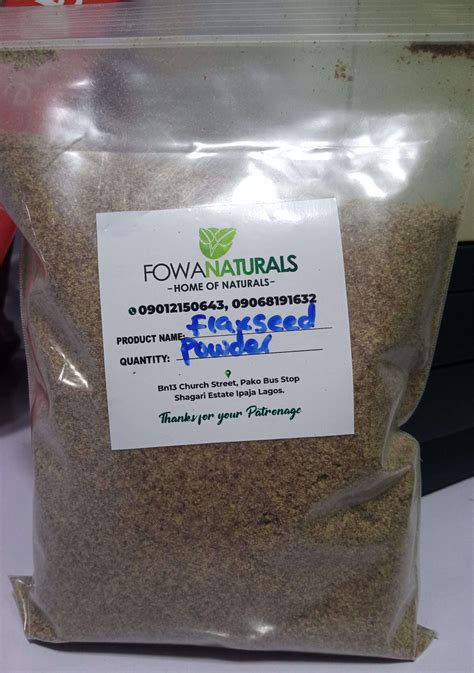 FOWANATURALS
-HOME OF NATURALS-
09012150643, 09068191632
PRODUCT NAME: Flaxseed
QUANTITY: Powder
Bn13 Church Street, Pako Bus Stop
Shagari Estate Ipaja Lagos.
Thanks for your Patronage